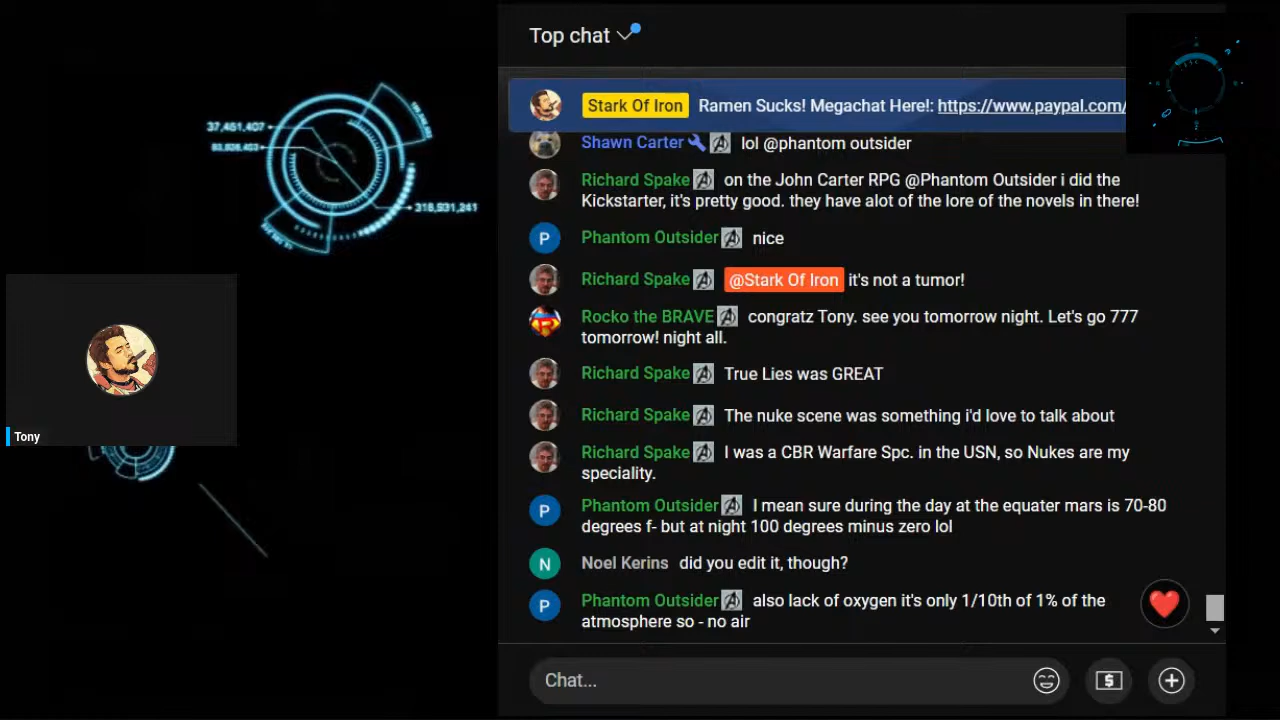 Top chat
Stark Of Iron Ramen Sucks! Megachat Here!: https://www.paypal.com/
Shawn Carter lol @phantom outsider
Richard Spake on the John Carter RPG @Phantom Outsider i did the
Kickstarter, it's pretty good. they have alot of the lore of the novels in there!
P Phantom Outsider nice
Richard Spake @Stark Of Iron it's not a tumor!
Rocko the BRAVE congratz Tony. see you tomorrow night. Let's go 777
tomorrow! night all.
Richard Spake True Lies was GREAT
Richard Spake The nuke scene was something i'd love to talk about
Richard Spake I was a CBR Warfare Spc. in the USN, so Nukes are my
speciality.
P Phantom Outsider I mean sure during the day at the equater mars is 70-80
degrees f- but at night 100 degrees minus zero lol
N Noel Kerins did you edit it, though?
P Phantom Outsider also lack of oxygen it's only 1/10th of 1% of the
atmosphere so - no air
Chat...
37,461,407
318,531,241
Tony